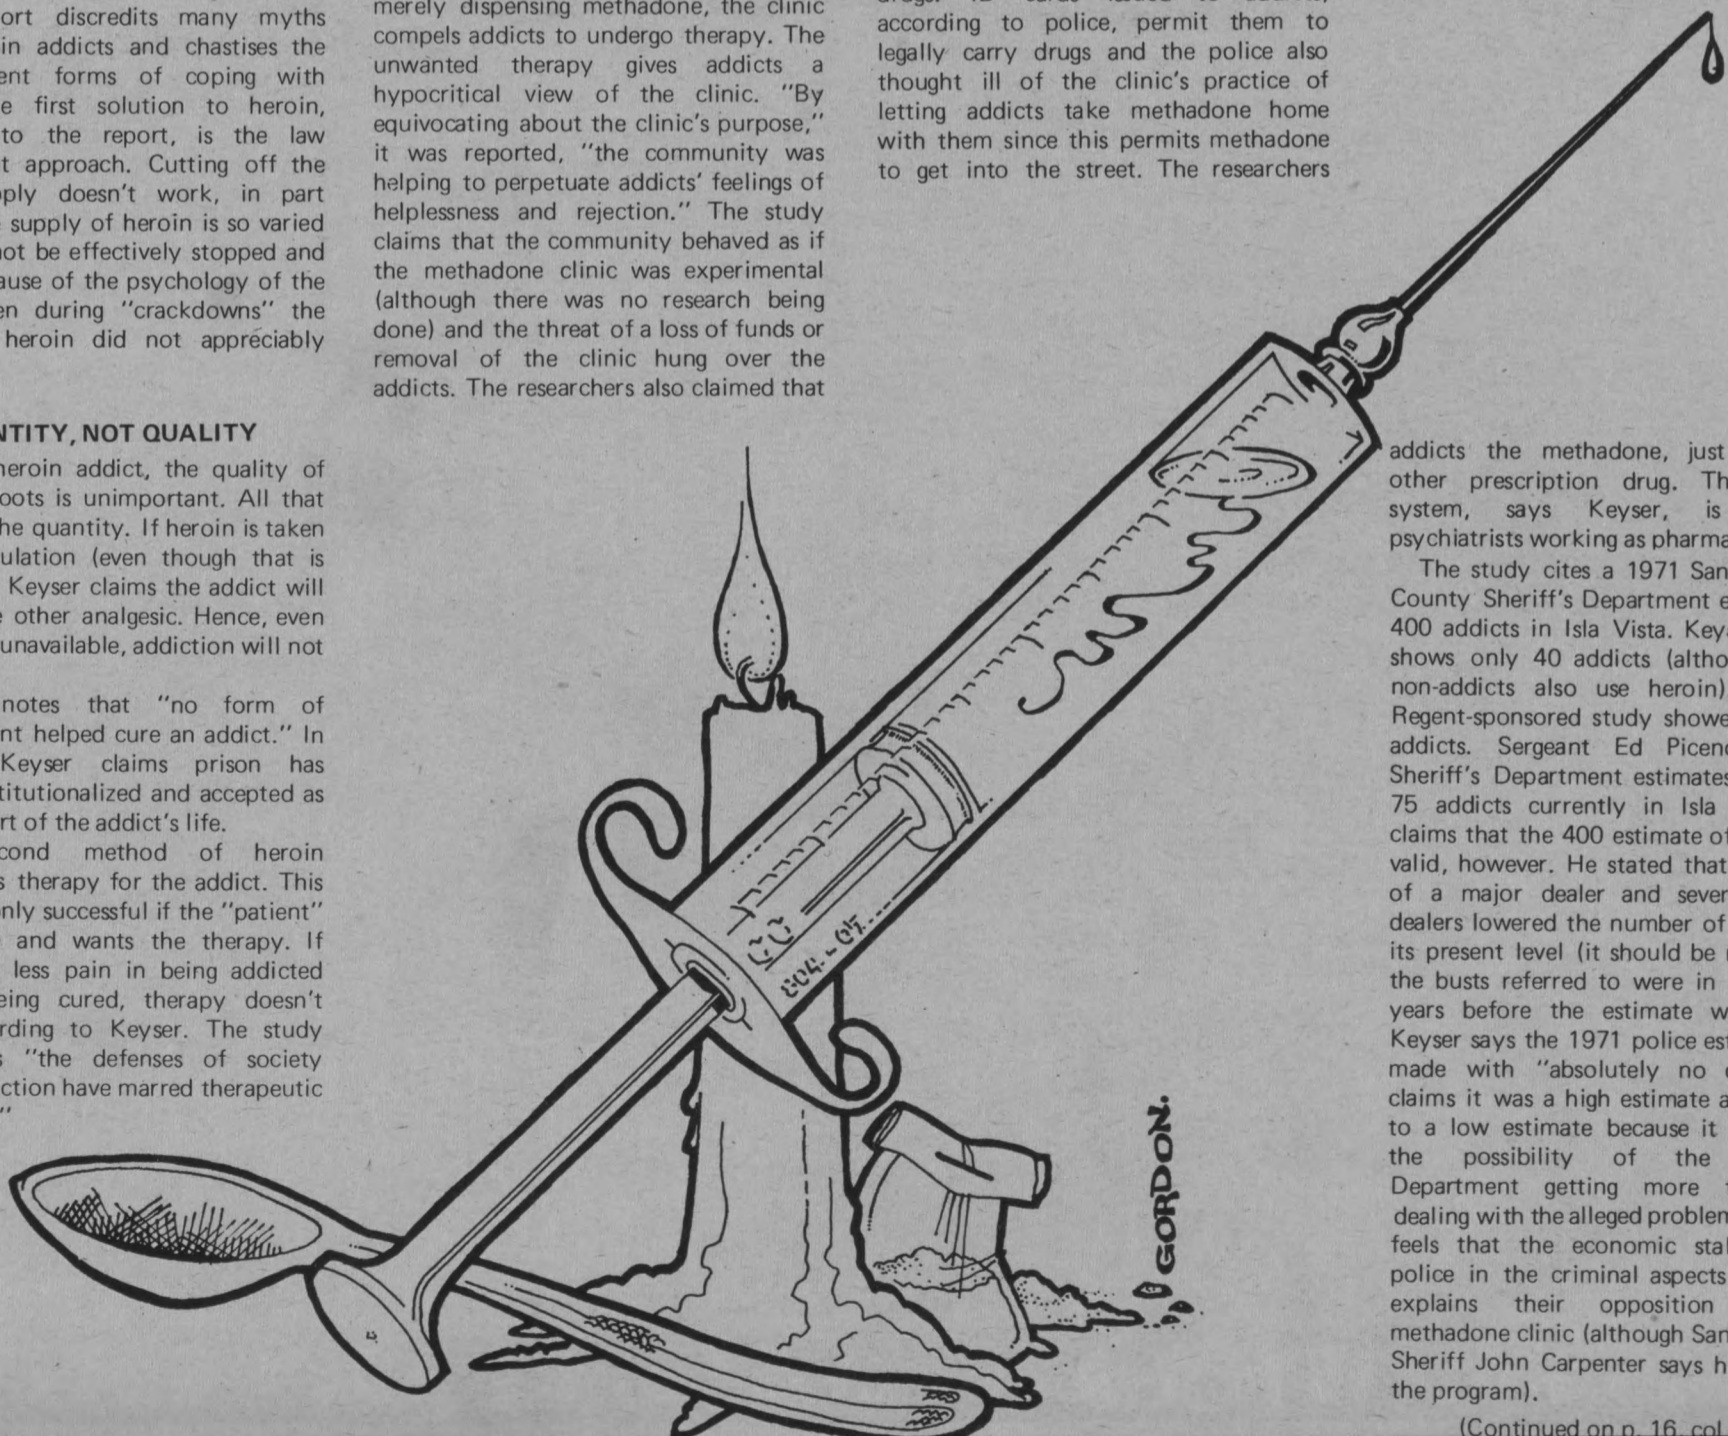 ort discredits many myths
in addicts and chastises the
ent forms of coping with
e first solution to heroin,
to the report, is the law
t approach. Cutting off the
ply doesn't work, in part
supply of heroin is so varied
not be effectively stopped and
ause of the psychology of the
en during "crackdowns" the
heroin did not appreciably
NTITY, NOT QUALITY
heroin addict, the quality of
oots is unimportant. All that
he quantity. If heroin is taken
ulation (even though that is
Keyser claims the addict will
e other analgesic. Hence, even
unavailable, addiction will not
notes that "no form of
nt helped cure an addict." In
Keyser claims prison has
titutionalized and accepted as
rt of the addict's life.
cond method of heroin
s therapy for the addict. This
only successful if the "patient"
and wants the therapy. If
less pain in being addicted
eing cured, therapy doesn't
rding to Keyser. The study
s "the defenses of society
ction have marred therapeutic
"
merely dispensing methadone, the clinic
compels addicts to undergo therapy. The
unwanted therapy gives addicts a
hypocritical view of the clinic. "By
equivocating about the clinic's purpose,"
it was reported, "the community was
helping to perpetuate addicts' feelings of
helplessness and rejection." The study
claims that the community behaved as if
the methadone clinic was experimental
(although there was no research being
done) and the threat of a loss of funds or
removal of the clinic hung over the
addicts. The researchers also claimed that
according to police, permit them to
legally carry drugs and the police also
thought ill of the clinic's practice of
letting addicts take methadone home
with them since this permits methadone
to get into the street. The researchers
addicts the methadone, just
other prescription drug. Th
system, says Keyser, is
psychiatrists working as pharma
The study cites a 1971 San
County Sheriff's Department e
400 addicts in Isla Vista. Key
shows only 40 addicts (altho
non-addicts also use heroin)
Regent-sponsored study showe
addicts. Sergeant Ed Picen
Sheriff's Department estimates
75 addicts currently in Isla
claims that the 400 estimate of
valid, however. He stated that
of a major dealer and sever
dealers lowered the number of
its present level (it should be
the busts referred to were in
years before the estimate w
Keyser says the 1971 police est
made with "absolutely no
claims it was a high estimate a
to a low estimate because it
the possibility of the
Department getting more
dealing with the alleged problem
feels that the economic sta
police in the criminal aspects
explains their opposition
methadone clinic (although San
Sheriff John Carpenter says h
the program).
(Continued on p. 16, col
GORDON.